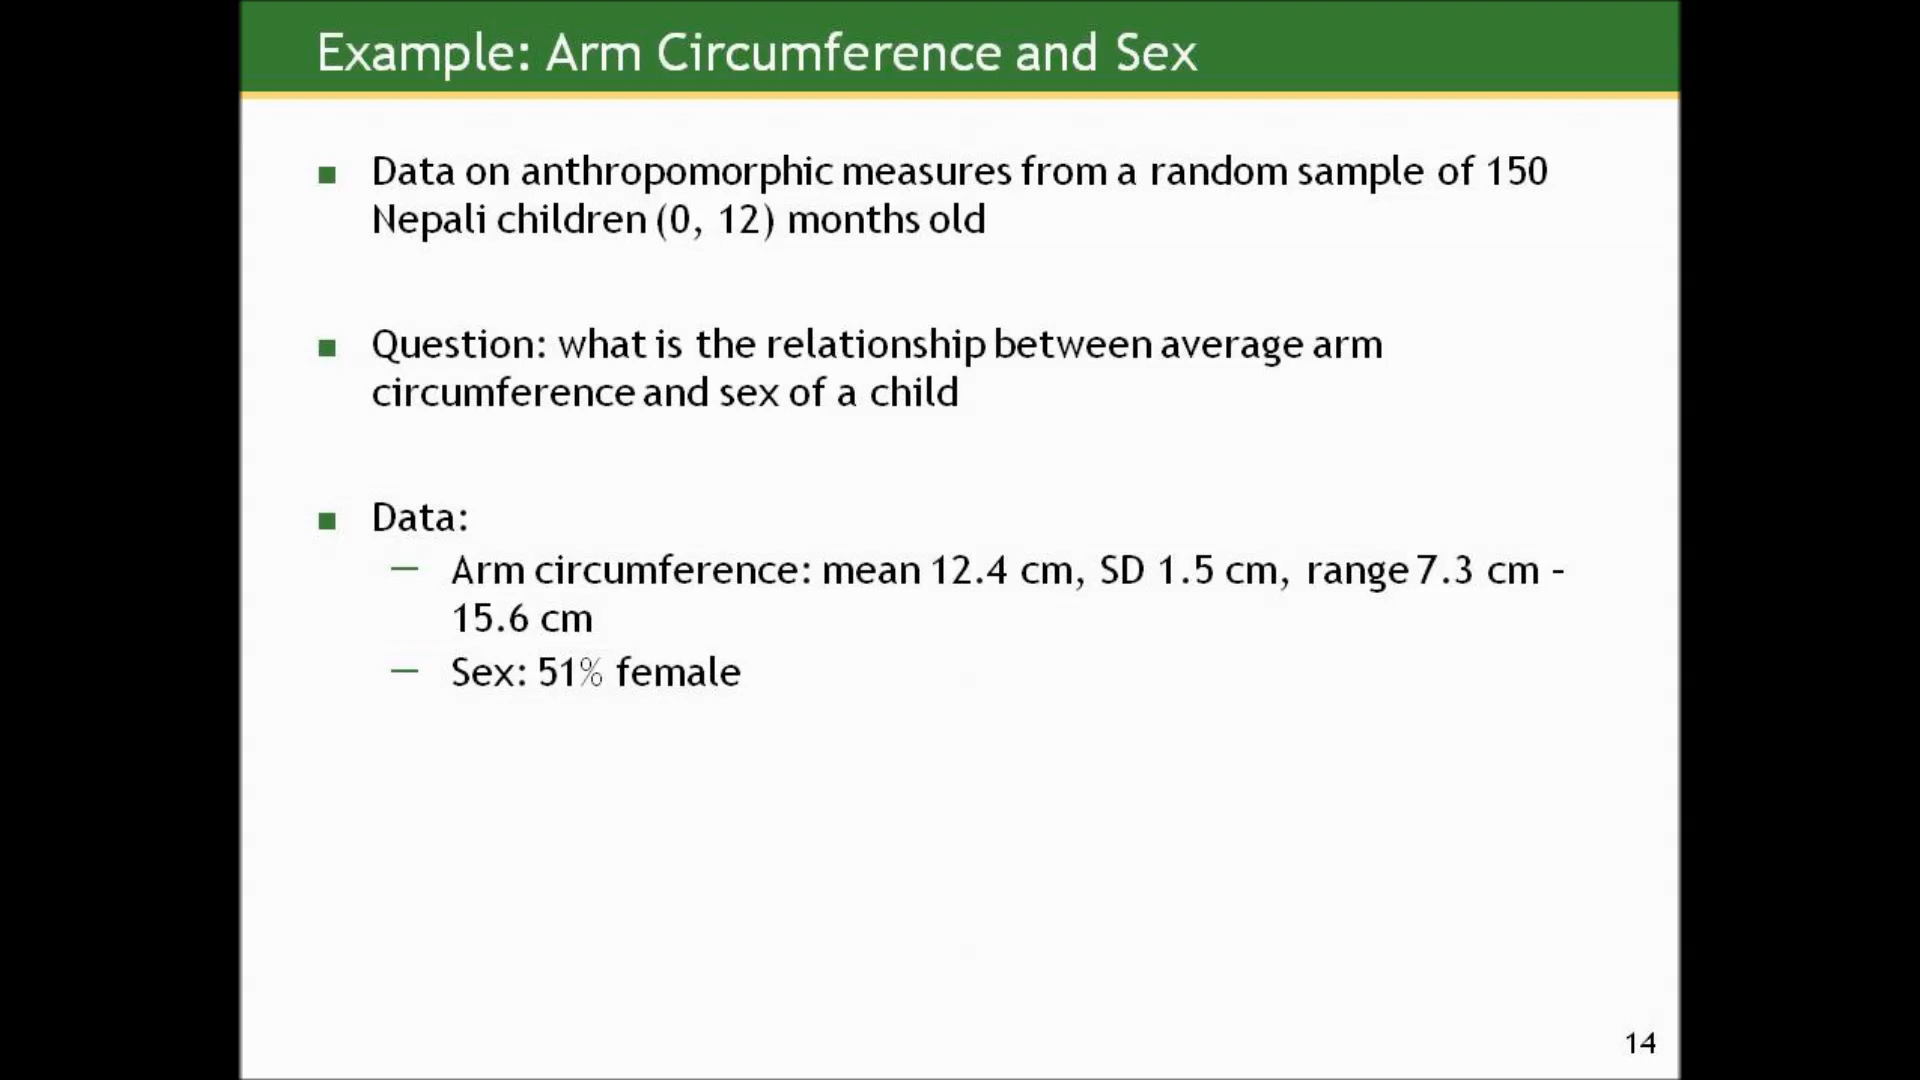 Example: Arm Circumference and Sex
Data on anthropomorphic measures from a random sample of 150
Nepali children (0, 12) months old
Question: what is the relationship between average arm
circumference and sex of a child
Data:
Arm circumference: mean 12.4 cm, SD 1.5 cm, range 7.3 cm –
15.6 cm
Sex: 51% female
14